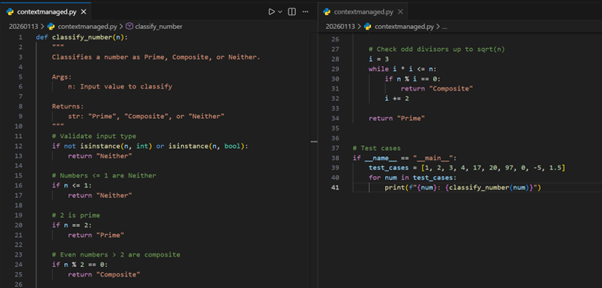 contextmanaged.py
20260113 > contextmanaged.py > classify_number
1 def classify_number(n):
2     """
3     Classifies a number as Prime, Composite, or Neither.
4
5     Args:
6         n: Input value to classify
7
8     Returns:
9         str: "Prime", "Composite", or "Neither"
10     """
11     # Validate input type
12     if not isinstance(n, int) or isinstance(n, bool):
13         return "Neither"
14
15     # Numbers <= 1 are Neither
16     if n <= 1:
17         return "Neither"
18
19     # 2 is prime
20     if n == 2:
21         return "Prime"
22
23     # Even numbers > 2 are composite
24     if n % 2 == 0:
25         return "Composite"
26
contextmanaged.py
20260113 > contextmanaged.py > ...
26
27     # Check odd divisors up to sqrt(n)
28     i = 3
29     while i * i <= n:
30         if n % i == 0:
31             return "Composite"
32         i += 2
33
34     return "Prime"
35
36
37 # Test cases
38 if __name__ == "__main__":
39     test_cases = [1, 2, 3, 4, 17, 20, 97, 0, -5, 1.5]
40     for num in test_cases:
41         print(f"{num}: {classify_number(num)}")